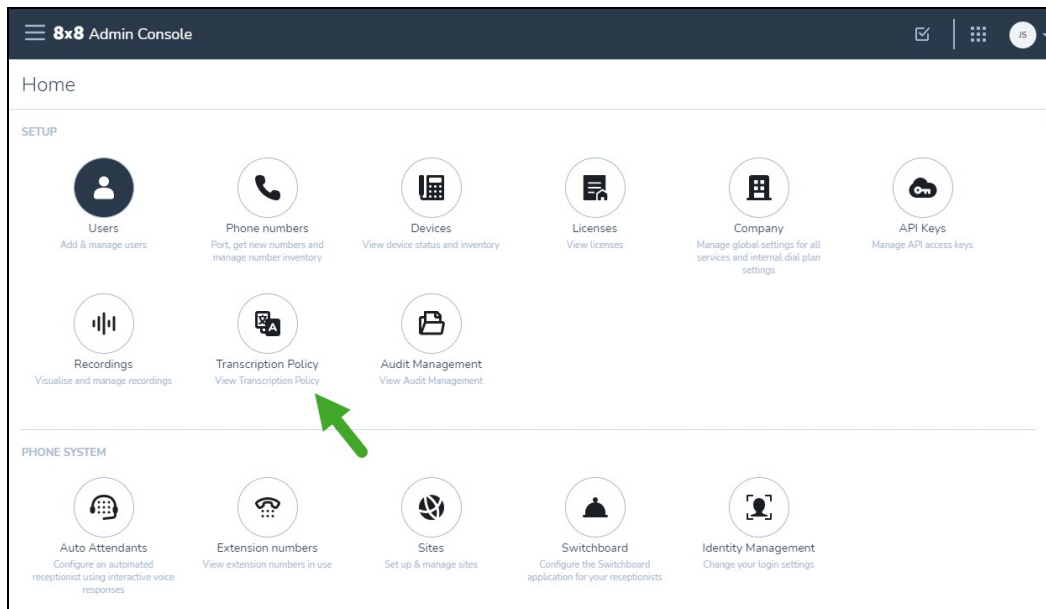 8x8 Admin Console
JS
Home
SETUP
Users
Add & manage users
Phone numbers
Port, get new numbers and
manage number inventory
Devices
View device status and inventory
Licenses
View licenses
Company
Manage global settings for all
services and internal dial plan
settings
API Keys
Manage API access keys
Recordings
Visualise and manage recordings
Transcription Policy
View Transcription Policy
Audit Management
View Audit Management
PHONE SYSTEM
Auto Attendants
Configure an automated
receptionist using interactive voice
responses
Extension numbers
View extension numbers in use
Sites
Set up & manage sites
Switchboard
Configure the Switchboard
application for your receptionists
Identity Management
Change your login settings